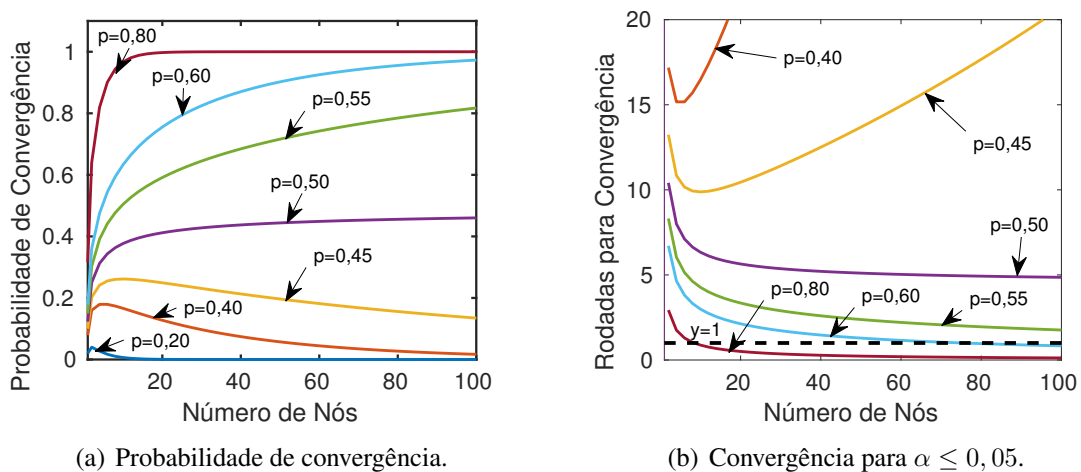 Probabilidade de Convergência
1
0.8
0.6
0.4
0.2
0
p=0,80
p=0,60
p=0,55
p=0,50
p=0,45
p=0,40
p=0,20
20 40 60 80 100
Número de Nós
(a) Probabilidade de convergência.
Rodadas para Convergência
20
15
10
5
0
p=0,40
p=0,45
p=0,50
p=0,80
p=0,60
p=0,55
y=1
20 40 60 80 100
Número de Nós
(b) Convergência para α ≤ 0, 05.